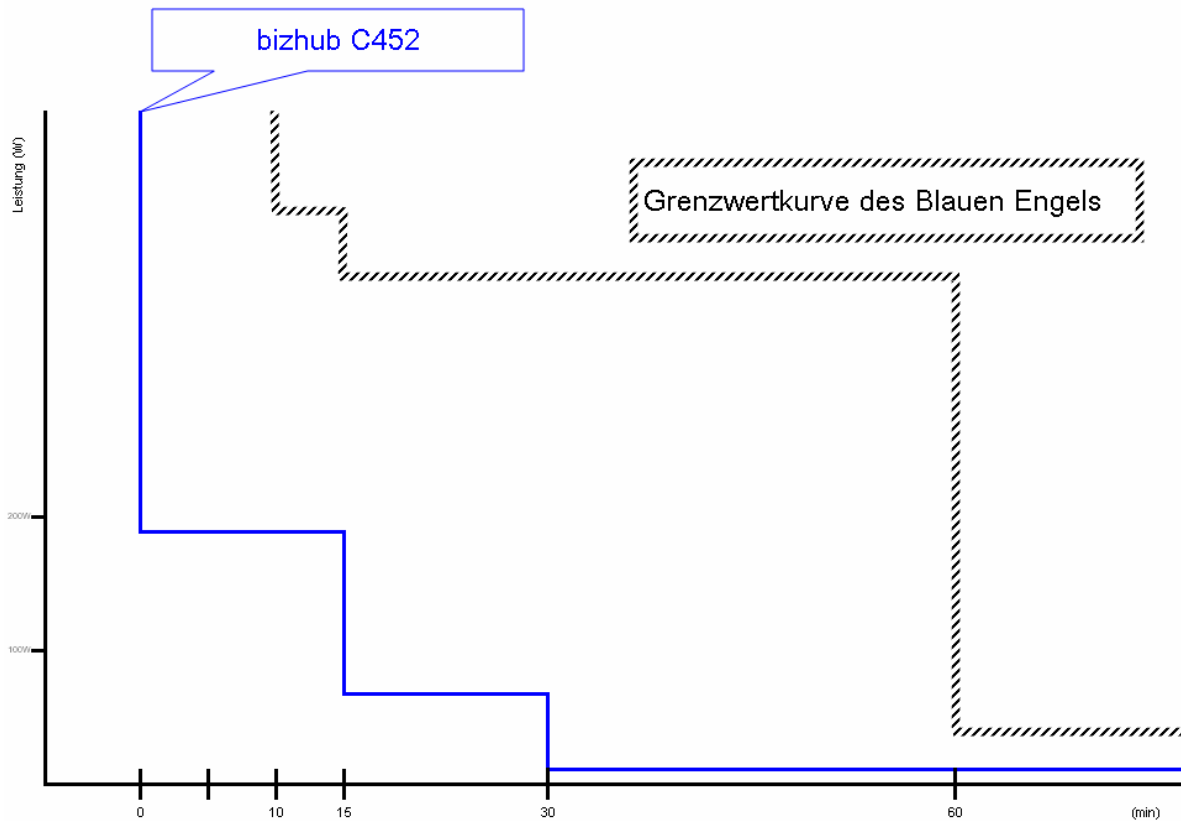 bizhub C452
Leistung (W)
Grenzwertkurve des Blauen Engels
200W
100W
0 10 15 30 60 (min)